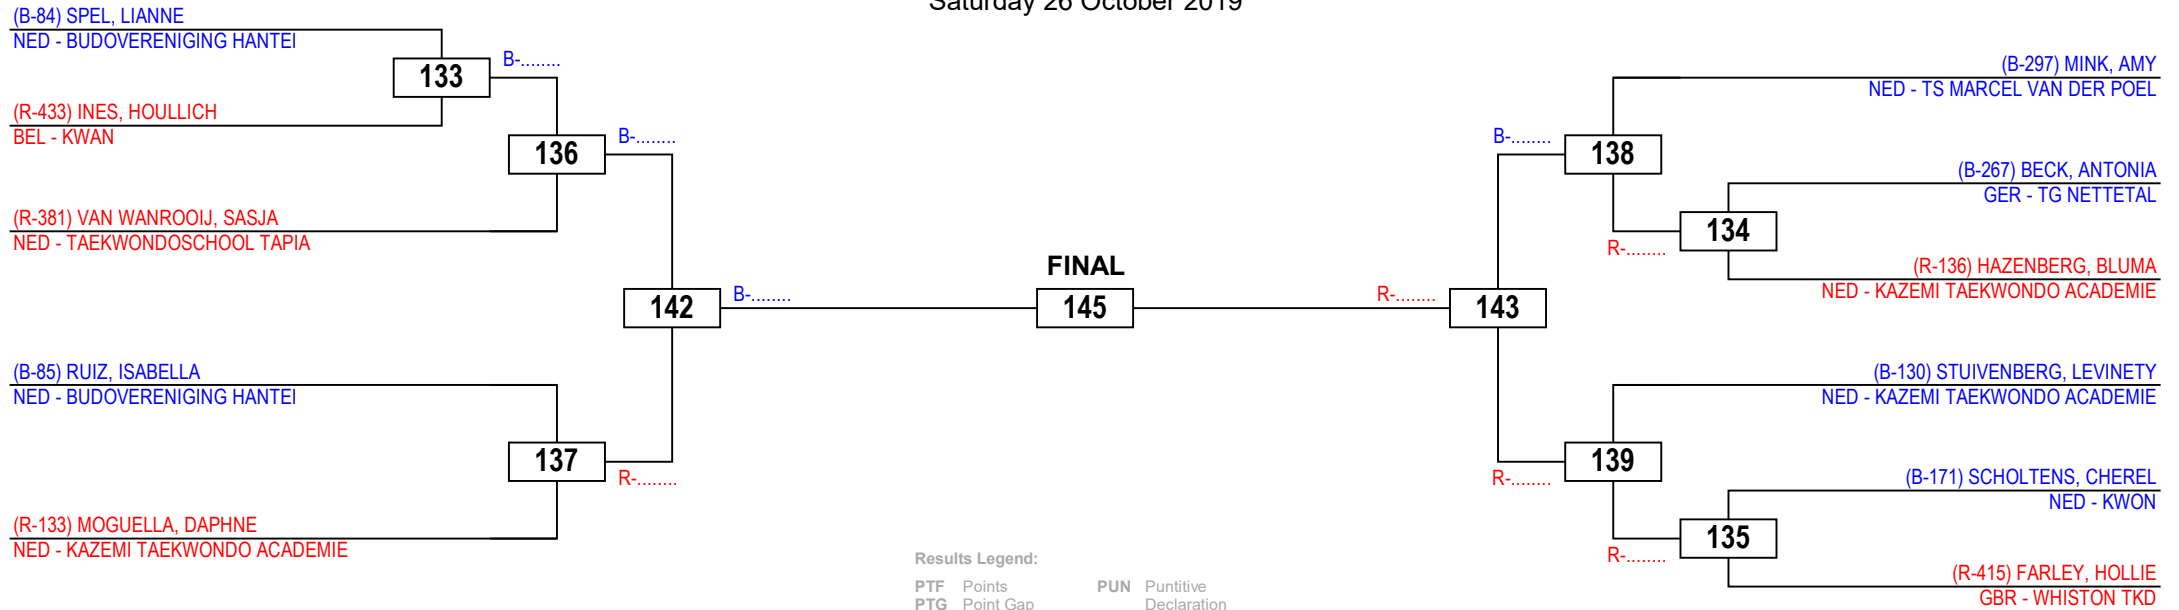 Saturday 26 October 2019
(B-84) SPEL, LIANNE
NED - BUDOVERENIGING HANTEI
133
B-........
(R-433) INES, HOULLICH
BEL - KWAN
136
B-........
(R-381) VAN WANROOIJ, SASJA
NED - TAEKWONDOSCHOOL TAPIA
142
B-........
(B-85) RUIZ, ISABELLA
NED - BUDOVERENIGING HANTEI
137
R-........
(R-133) MOGUELLA, DAPHNE
NED - KAZEMI TAEKWONDO ACADEMIE
FINAL
145
(B-297) MINK, AMY
NED - TS MARCEL VAN DER POEL
B-........
138
(B-267) BECK, ANTONIA
GER - TG NETTETAL
134
R-........
(R-136) HAZENBERG, BLUMA
NED - KAZEMI TAEKWONDO ACADEMIE
R-........
143
(B-130) STUIVENBERG, LEVINETY
NED - KAZEMI TAEKWONDO ACADEMIE
139
R-........
(B-171) SCHOLTENS, CHEREL
NED - KWON
135
R-........
(R-415) FARLEY, HOLLIE
GBR - WHISTON TKD
Results Legend:
PTF Points PUN Puntitive
PTG Point Gap Declaration